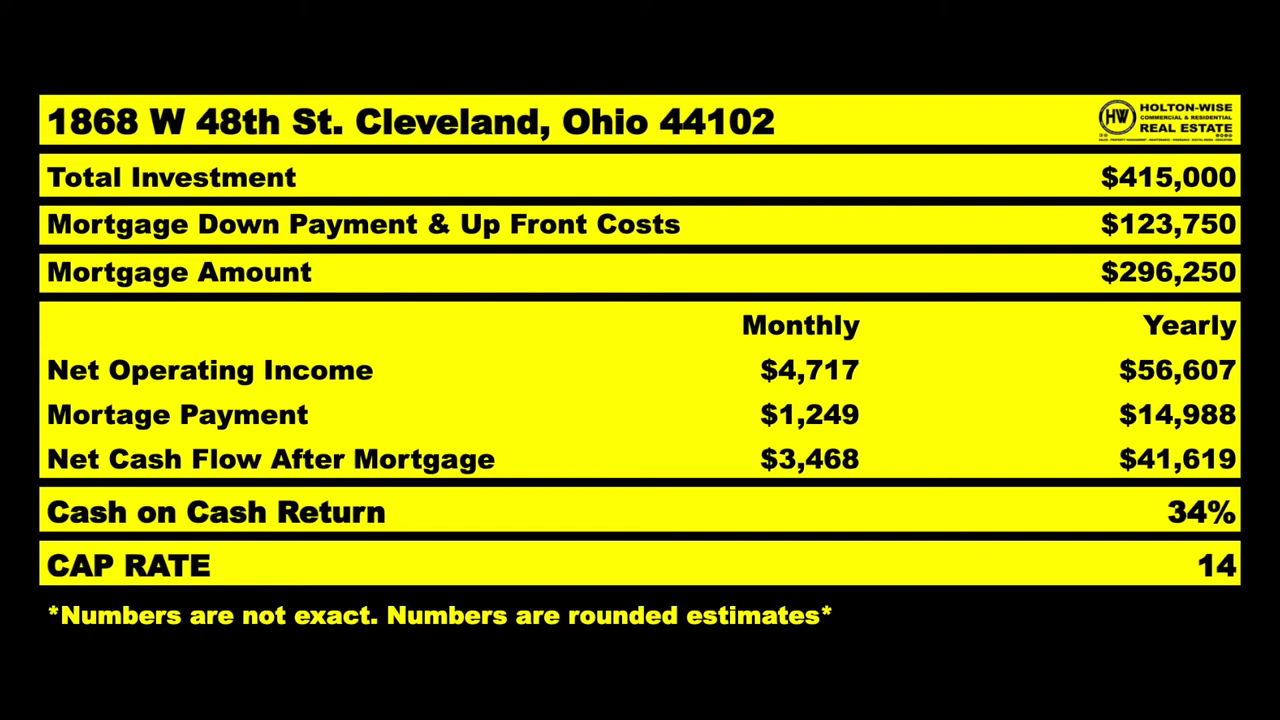 1868 W 48th St. Cleveland, Ohio 44102
HW
HOLTON-WISE
COMMERCIAL & RESIDENTIAL
REAL ESTATE
Total Investment $415,000
Mortgage Down Payment & Up Front Costs $123,750
Mortgage Amount $296,250
Monthly Yearly
Net Operating Income $4,717 $56,607
Mortage Payment $1,249 $14,988
Net Cash Flow After Mortgage $3,468 $41,619
Cash on Cash Return 34%
CAP RATE 14
*Numbers are not exact. Numbers are rounded estimates*